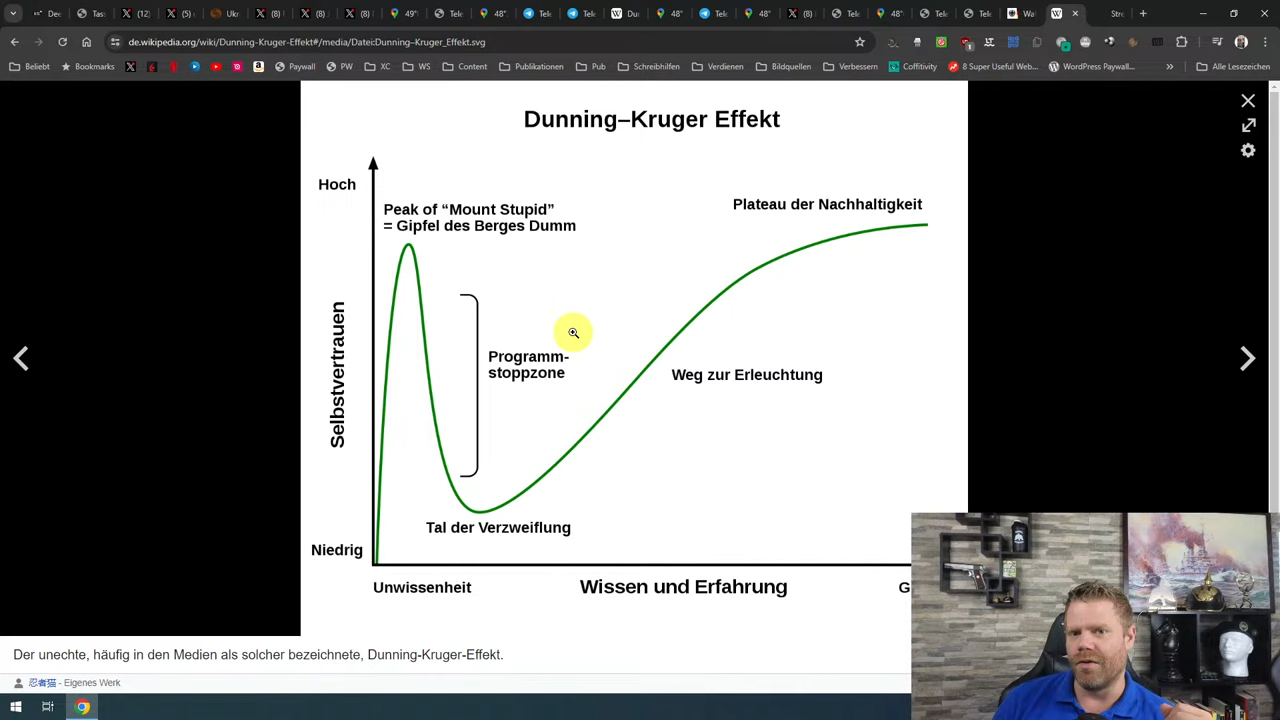 de.wikipedia.org/wiki/Dunning-Kruger-Effekt#/media/Datei:Dunning–Kruger_Effekt.svg
Beliebt
Bookmarks
Paywall
PW
XC
WS
Content
Publikationen
Pub
Schreibhilfen
Verdienen
Bildquellen
Verbessern
Coffitivity
8 Super Useful Web...
WordPress Paywall...
Alle Lesezeichen
Dunning–Kruger Effekt
Hoch
Peak of “Mount Stupid”
= Gipfel des Berges Dumm
Plateau der Nachhaltigkeit
Selbstvertrauen
Programm-
stoppzone
Weg zur Erleuchtung
Tal der Verzweiflung
Niedrig
Unwissenheit
Wissen und Erfahrung
G
Der unechte, häufig in den Medien als solcher bezeichnete, Dunning-Kruger-Effekt.
忍者猫 - Eigenes Werk